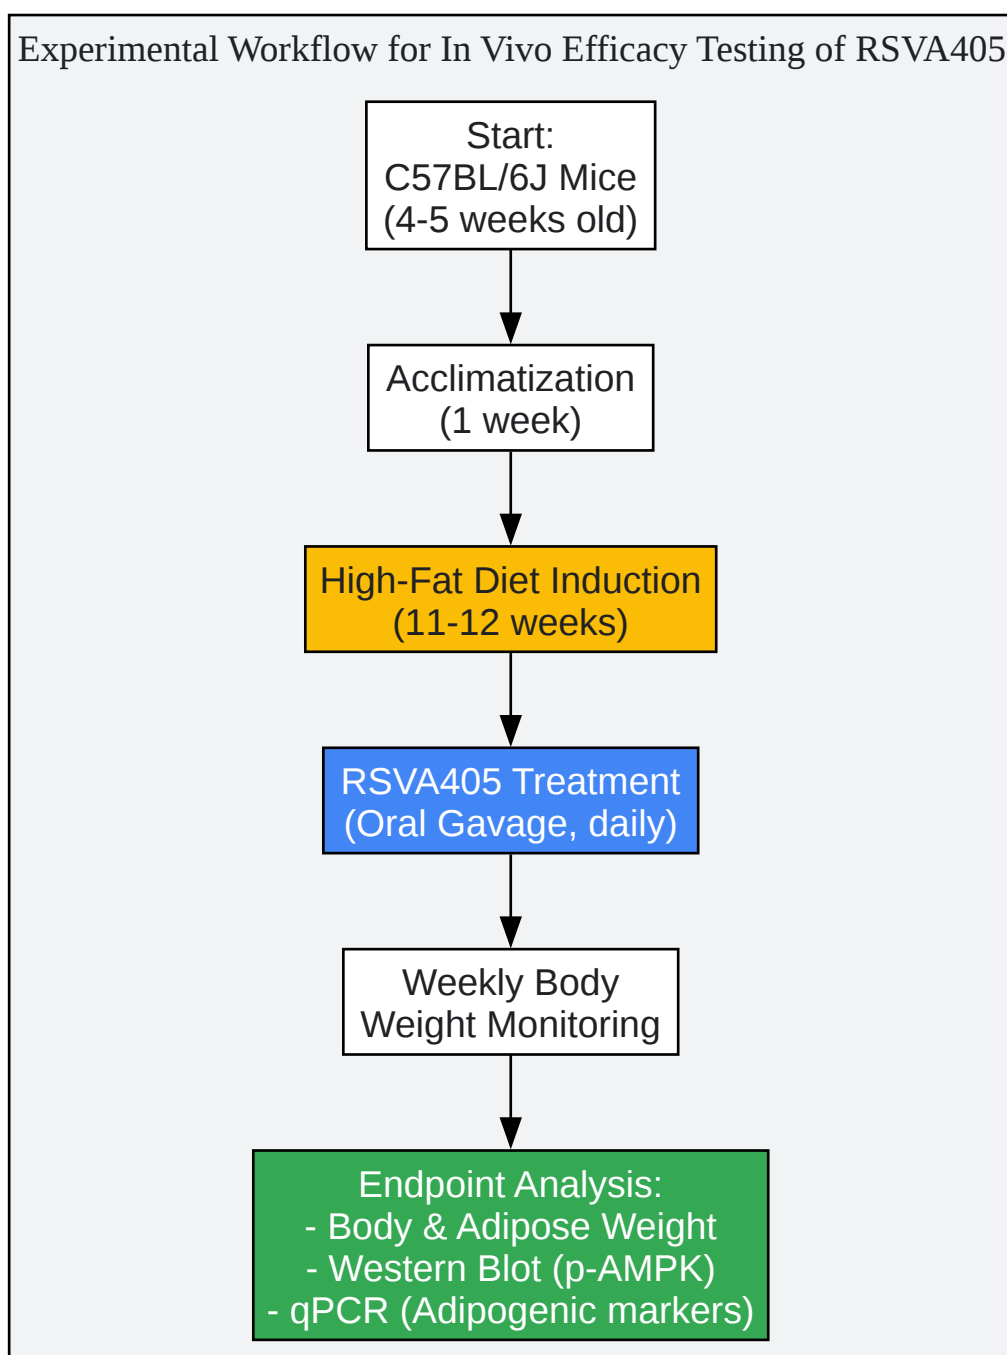 Experimental Workflow for In Vivo Efficacy Testing of RSVA405
Start:
C57BL/6J Mice
(4-5 weeks old)
Acclimatization
(1 week)
High-Fat Diet Induction
(11-12 weeks)
RSVA405 Treatment
(Oral Gavage, daily)
Weekly Body
Weight Monitoring
Endpoint Analysis:
- Body & Adipose Weight
- Western Blot (p-AMPK)
- qPCR (Adipogenic markers)